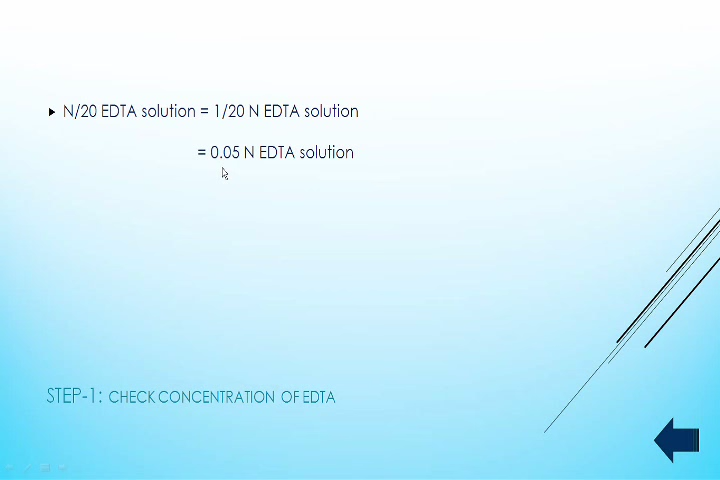 N/20 EDTA solution = 1/20 N EDTA solution
= 0.05 N EDTA solution
STEP-1: CHECK CONCENTRATION OF EDTA